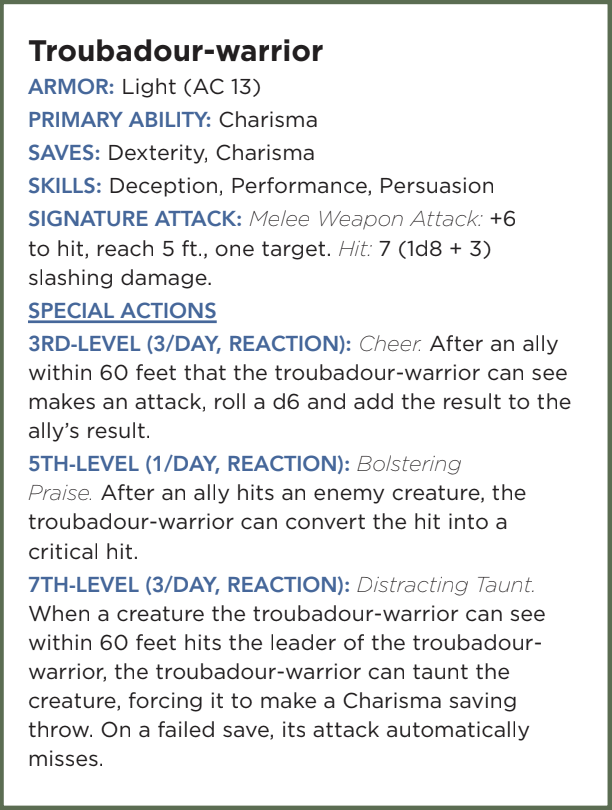 Troubadour-warrior
ARMOR: Light (AC 13)
PRIMARY ABILITY: Charisma
SAVES: Dexterity, Charisma
SKILLS: Deception, Performance, Persuasion
SIGNATURE ATTACK: Melee Weapon Attack: +6
to hit, reach 5 ft., one target. Hit: 7 (1d8 + 3)
slashing damage.
SPECIAL ACTIONS
3RD-LEVEL (3/DAY, REACTION): Cheer. After an ally
within 60 feet that the troubadour-warrior can see
makes an attack, roll a d6 and add the result to the
ally’s result.
5TH-LEVEL (1/DAY, REACTION): Bolstering
Praise. After an ally hits an enemy creature, the
troubadour-warrior can convert the hit into a
critical hit.
7TH-LEVEL (3/DAY, REACTION): Distracting Taunt.
When a creature the troubadour-warrior can see
within 60 feet hits the leader of the troubadour-
warrior, the troubadour-warrior can taunt the
creature, forcing it to make a Charisma saving
throw. On a failed save, its attack automatically
misses.